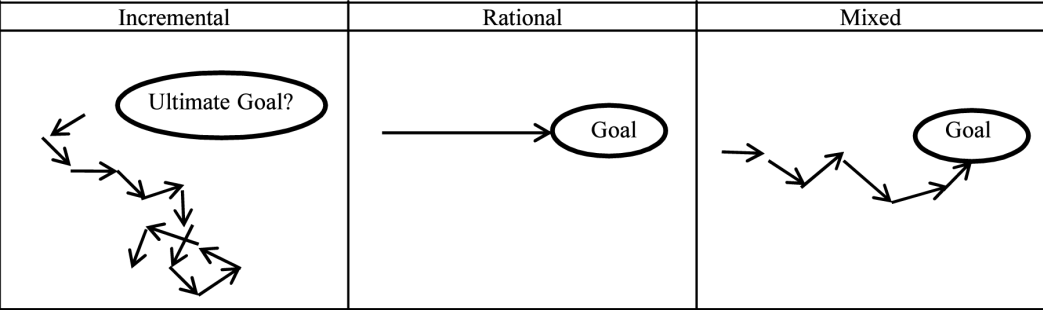 Incremental
Rational
Mixed
Ultimate Goal?
Goal
Goal